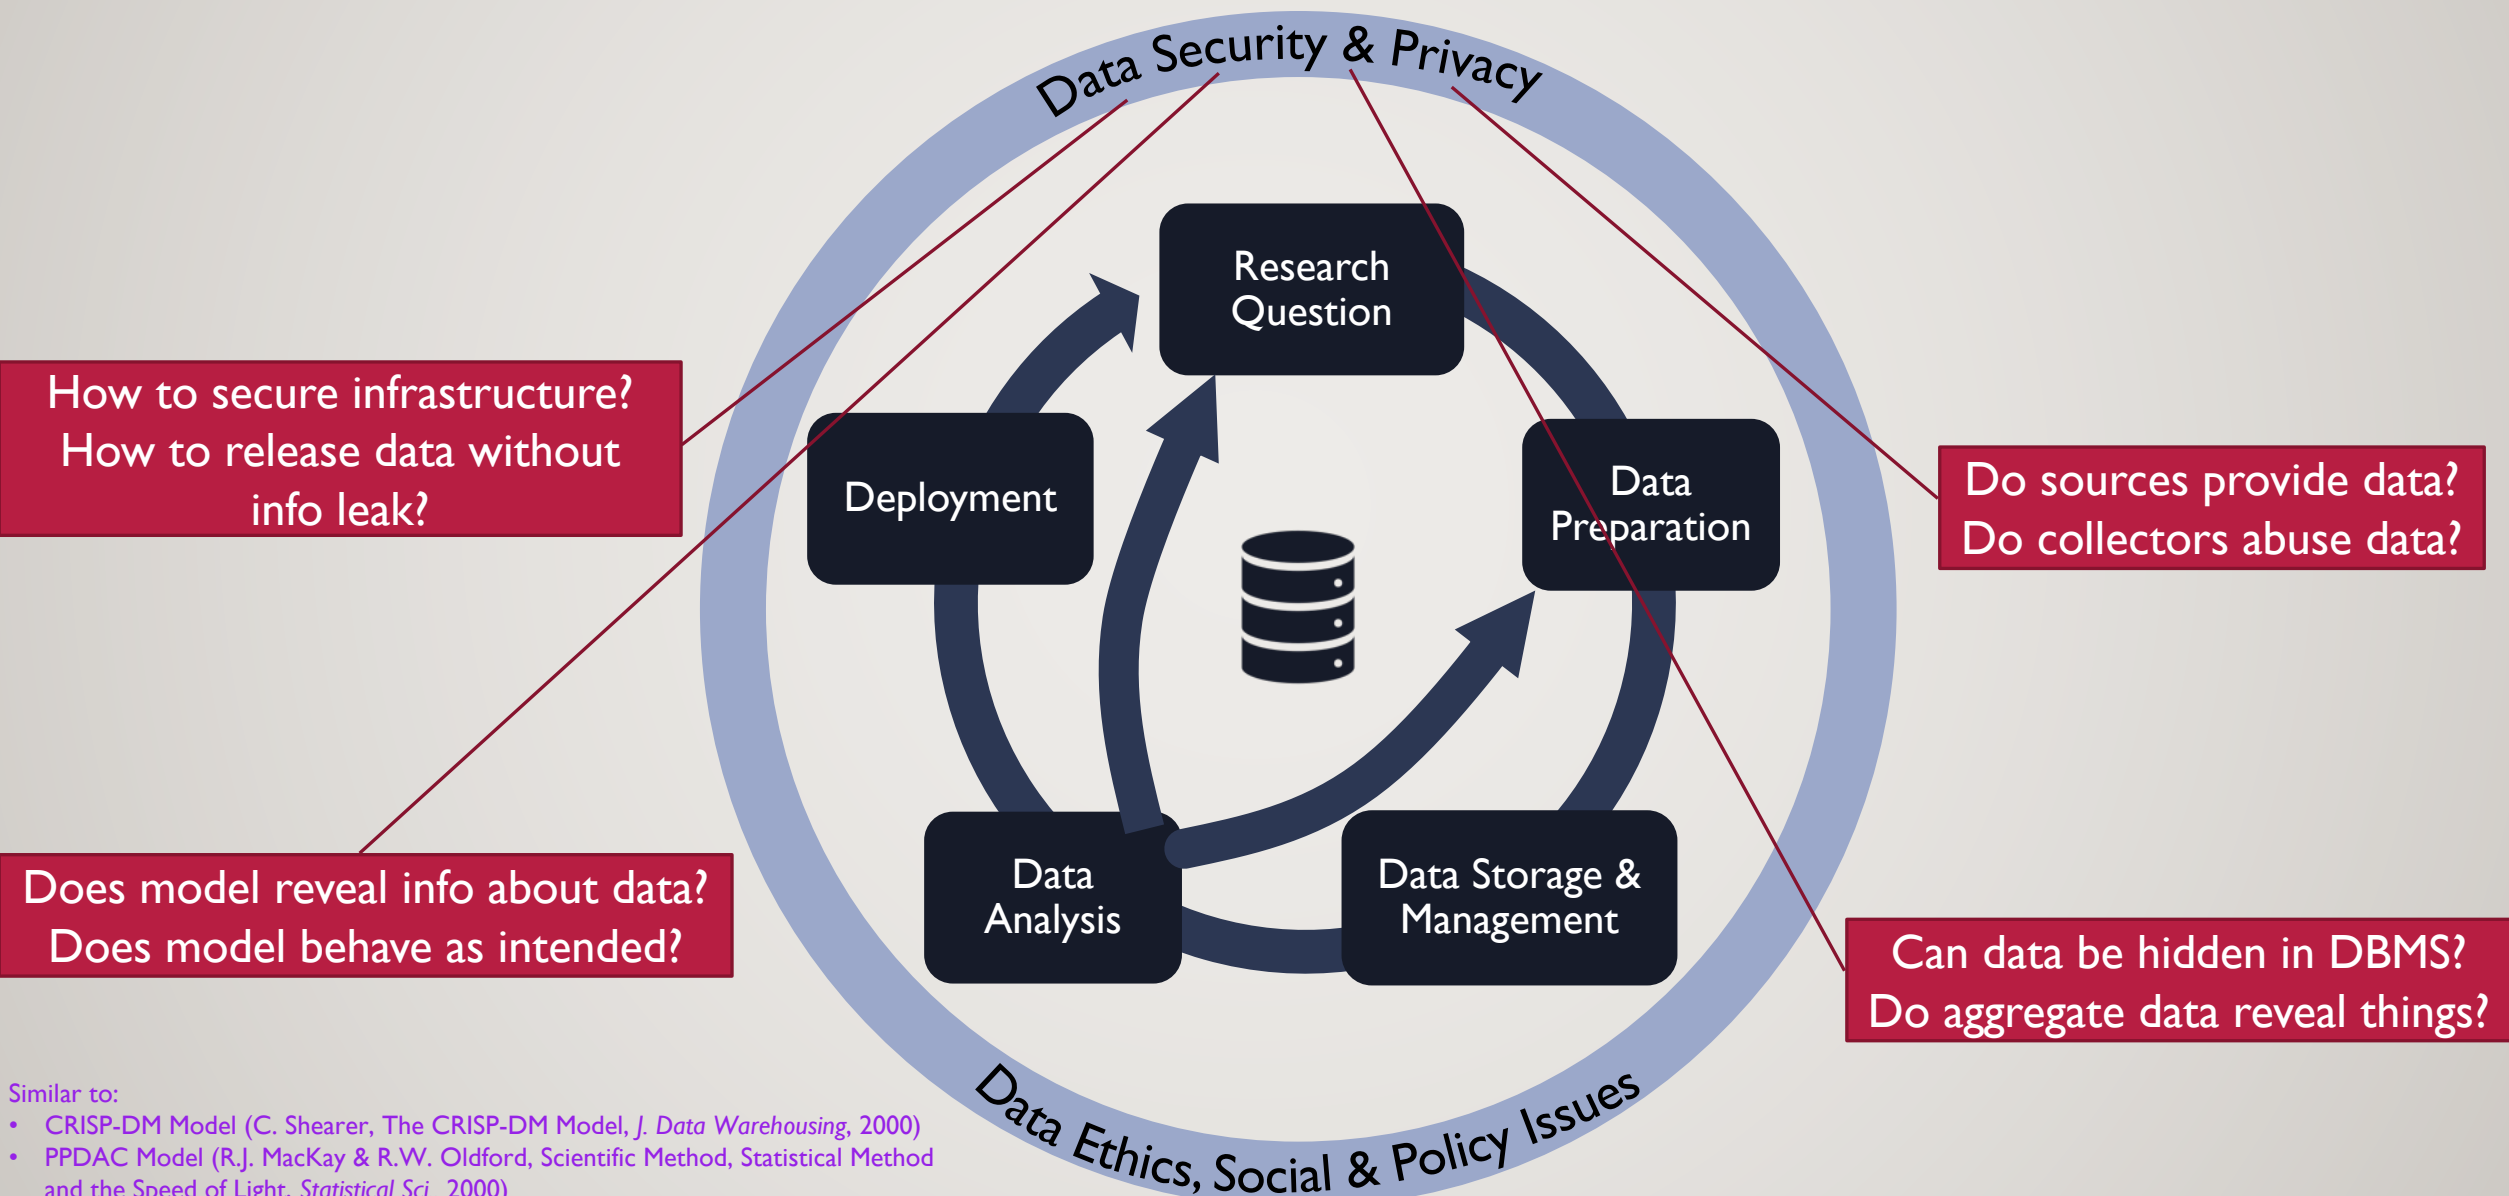 Data Security & Privacy
Research
Question
How to secure infrastructure?
How to release data without
info leak?
Deployment
Data
Preparation
Do sources provide data?
Do collectors abuse data?
Does model reveal info about data?
Does model behave as intended?
Data
Analysis
Data Storage &
Management
Can data be hidden in DBMS?
Do aggregate data reveal things?
Data Ethics, Social & Policy Issues
Similar to:
• CRISP-DM Model (C. Shearer, The CRISP-DM Model, J. Data Warehousing, 2000)
• PPDAC Model (R.J. MacKay & R.W. Oldford, Scientific Method, Statistical Method
and the Speed of Light, Statistical Sci., 2000)